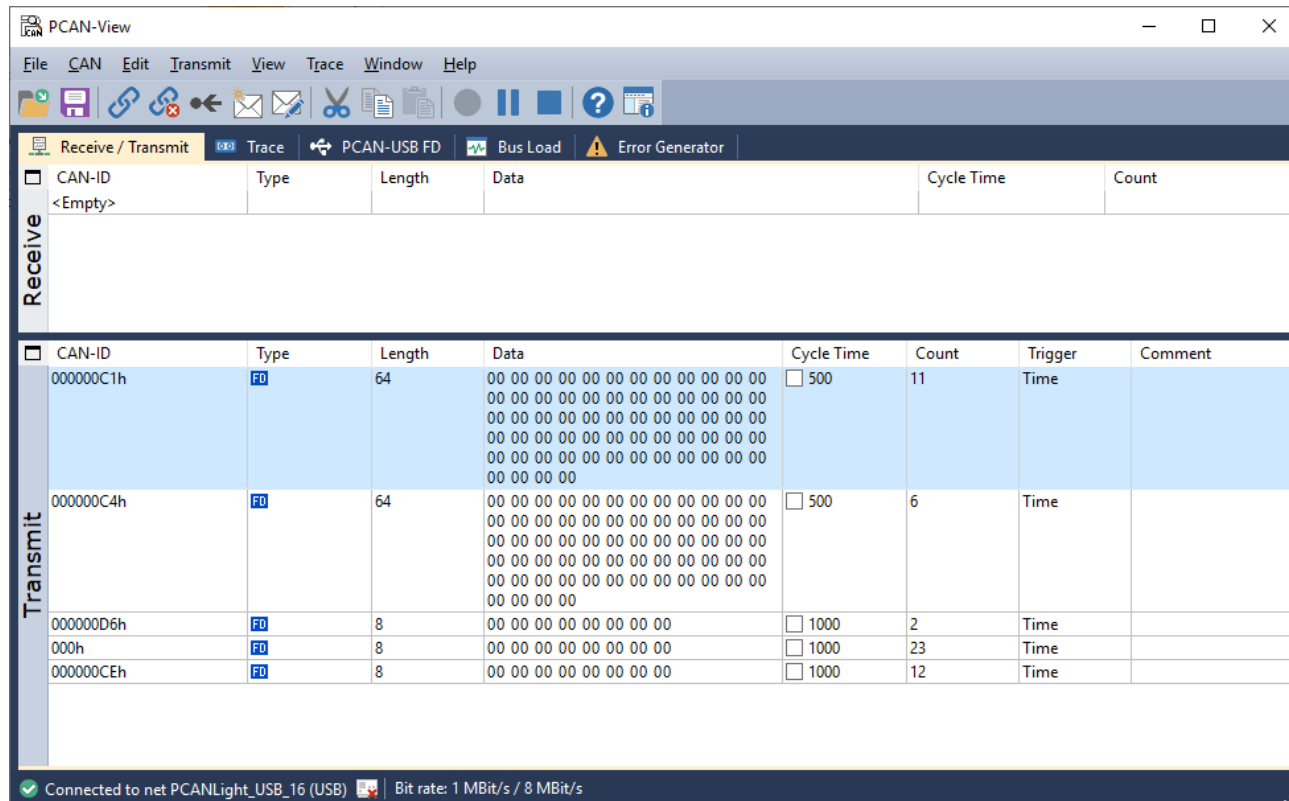 PCAN-View
File CAN Edit Transmit View Trace Window Help
Receive / Transmit Trace PCAN-USB FD Bus Load Error Generator
CAN-ID Type Length Data Cycle Time Count
<Empty>
Receive
CAN-ID Type Length Data Cycle Time Count Trigger Comment
000000C1h FD 64 00 00 00 00 00 00 00 00 00 00 00 00 500 11 Time
00 00 00 00 00 00 00 00 00 00 00 00
00 00 00 00 00 00 00 00 00 00 00 00
00 00 00 00 00 00 00 00 00 00 00 00
00 00 00 00 00 00 00 00 00 00 00 00
00 00 00 00
000000C4h FD 64 00 00 00 00 00 00 00 00 00 00 00 00 500 6 Time
00 00 00 00 00 00 00 00 00 00 00 00
00 00 00 00 00 00 00 00 00 00 00 00
00 00 00 00 00 00 00 00 00 00 00 00
00 00 00 00 00 00 00 00 00 00 00 00
00 00 00 00
Transmit
000000D6h FD 8 00 00 00 00 00 00 00 00 1000 2 Time
000h FD 8 00 00 00 00 00 00 00 00 1000 23 Time
000000CEh FD 8 00 00 00 00 00 00 00 00 1000 12 Time
Connected to net PCANLight_USB_16 (USB) Bit rate: 1 MBit/s / 8 MBit/s